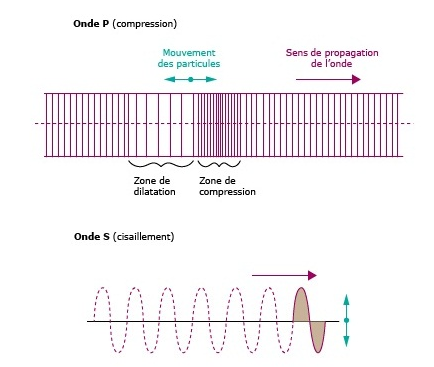 Onde P (compression)
Mouvement
des particules
Sens de propagation
de l'onde
Zone de
dilatation
Zone de
compression
Onde S (cisaillement)